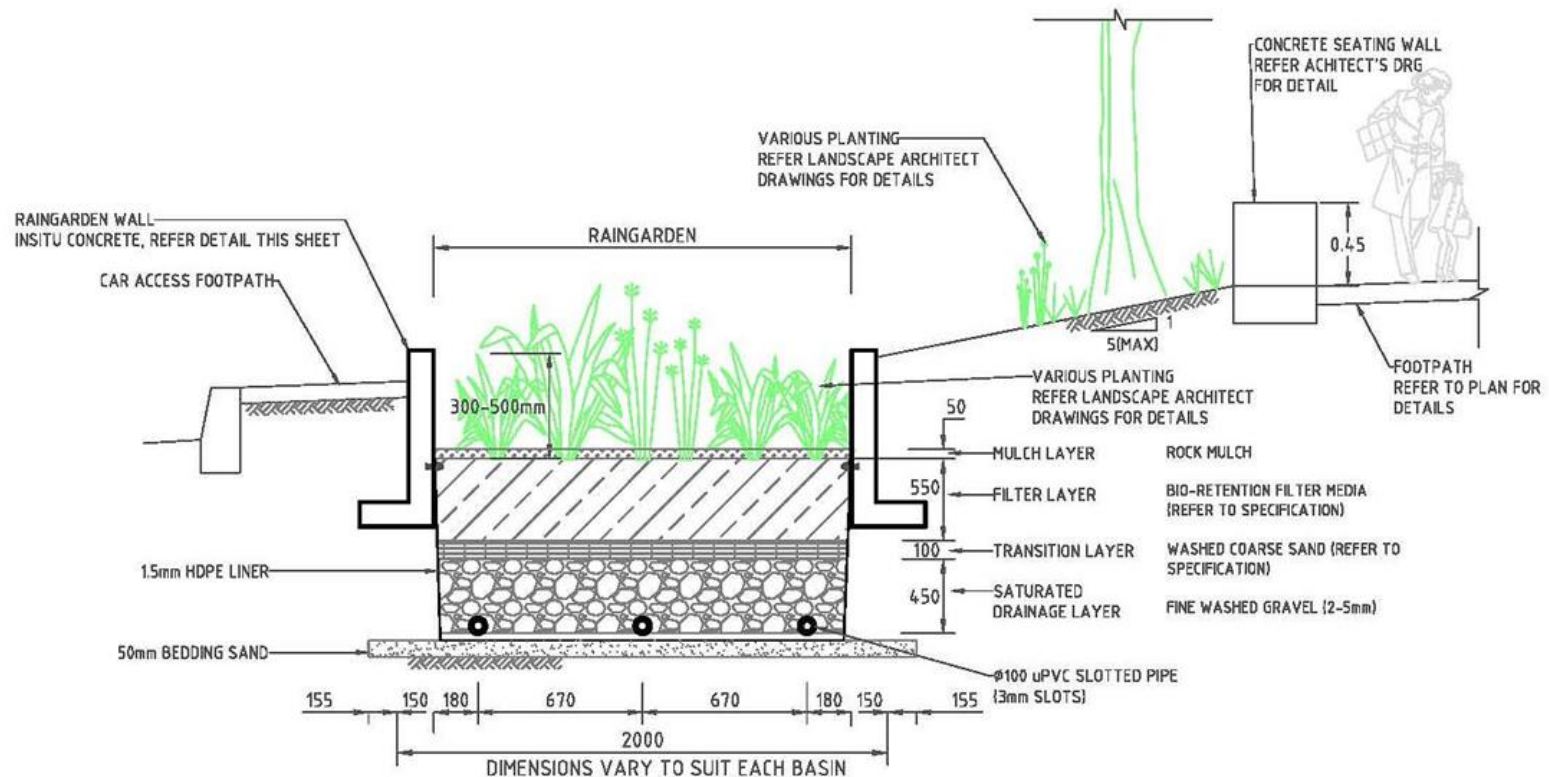 CONCRETE SEATING WALL
REFER ACHITECT'S DRG
FOR DETAIL
VARIOUS PLANTING
REFER LANDSCAPE ARCHITECT
DRAWINGS FOR DETAILS
RAINGARDEN WALL
INSITU CONCRETE, REFER DETAIL THIS SHEET
RAINGARDEN
0.45
CAR ACCESS FOOTPATH
1
5(MAX)
FOOTPATH
REFER TO PLAN FOR
DETAILS
300-500mm
VARIOUS PLANTING
REFER LANDSCAPE ARCHITECT
DRAWINGS FOR DETAILS
50
MULCH LAYER ROCK MULCH
550
FILTER LAYER BIO-RETENTION FILTER MEDIA
(REFER TO SPECIFICATION)
100 TRANSITION LAYER WASHED COARSE SAND (REFER TO
SPECIFICATION)
1.5mm HDPE LINER
450 SATURATED
DRAINAGE LAYER FINE WASHED GRAVEL (2-5mm)
50mm BEDDING SAND
Ø100 uPVC SLOTTED PIPE
(3mm SLOTS)
155 150 180 670 670 180 150 155
2000
DIMENSIONS VARY TO SUIT EACH BASIN